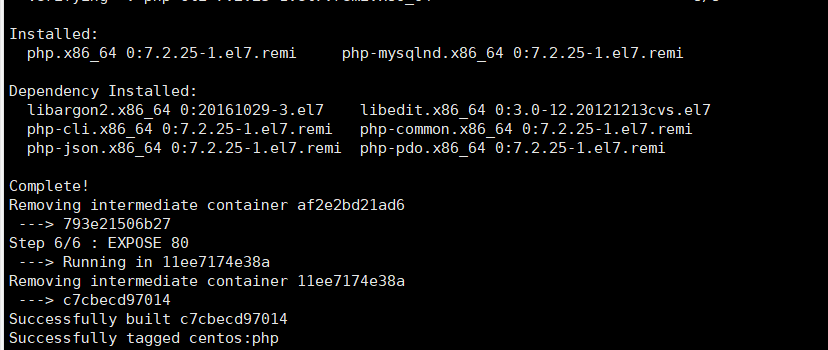 Installed:
php.x86_64 0:7.2.25-1.el7.remi php-mysqlnd.x86_64 0:7.2.25-1.el7.remi
Dependency Installed:
libargon2.x86_64 0:20161029-3.el7 libedit.x86_64 0:3.0-12.20121213cvs.el7
php-cli.x86_64 0:7.2.25-1.el7.remi php-common.x86_64 0:7.2.25-1.el7.remi
php-json.x86_64 0:7.2.25-1.el7.remi php-pdo.x86_64 0:7.2.25-1.el7.remi
Complete!
Removing intermediate container af2e2bd21ad6
---> 793e21506b27
Step 6/6 : EXPOSE 80
---> Running in 11ee7174e38a
Removing intermediate container 11ee7174e38a
---> c7cbecd97014
Successfully built c7cbecd97014
Successfully tagged centos:php